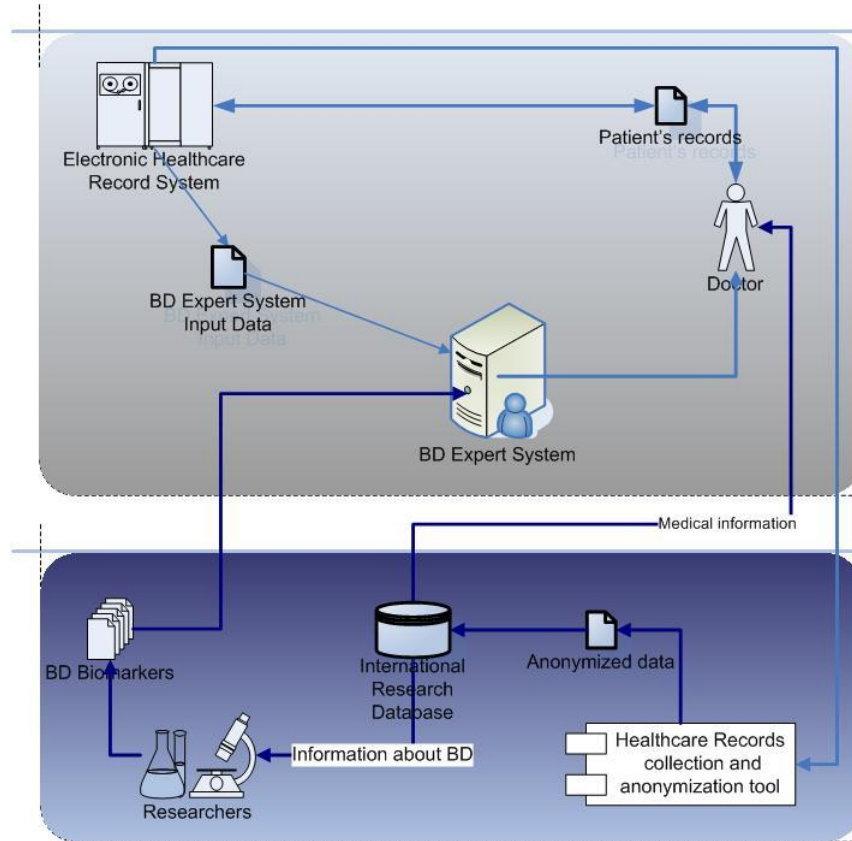 Electronic Healthcare
Record System
Patient's records
Patient's records
BD Expert System
Input Data
BD Expert System
Input Data
Doctor
BD Expert System
Medical information
BD Biomarkers
International
Research
Database
Anonymized data
Information about BD
Healthcare Records
collection and
anonymization tool
Researchers